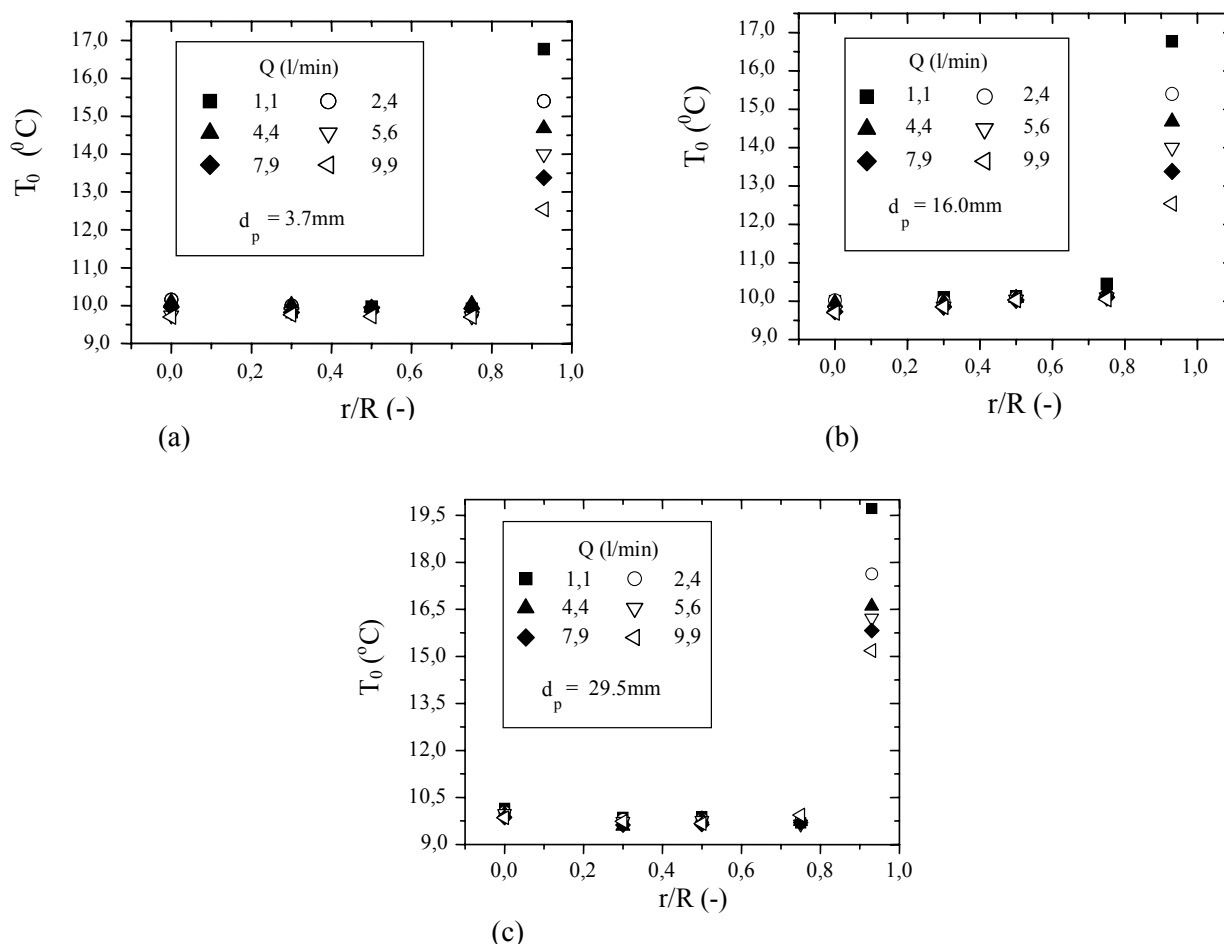 17,0
16,0
15,0
14,0
13,0
12,0
11,0
10,0
9,0
T0 (0C)
Q (l/min)
1,1 2,4
4,4 5,6
7,9 9,9
dp = 3.7mm
0,0 0,2 0,4 0,6 0,8 1,0
r/R (-)
(a)
17,0
16,0
15,0
14,0
13,0
12,0
11,0
10,0
9,0
T0 (0C)
Q (l/min)
1,1 2,4
4,4 5,6
7,9 9,9
dp = 16.0mm
0,0 0,2 0,4 0,6 0,8 1,0
r/R (-)
(b)
19,5
18,0
16,5
15,0
13,5
12,0
10,5
9,0
T0 (oC)
Q (l/min)
1,1 2,4
4,4 5,6
7,9 9,9
dp = 29.5mm
0,0 0,2 0,4 0,6 0,8 1,0
r/R (-)
(c)